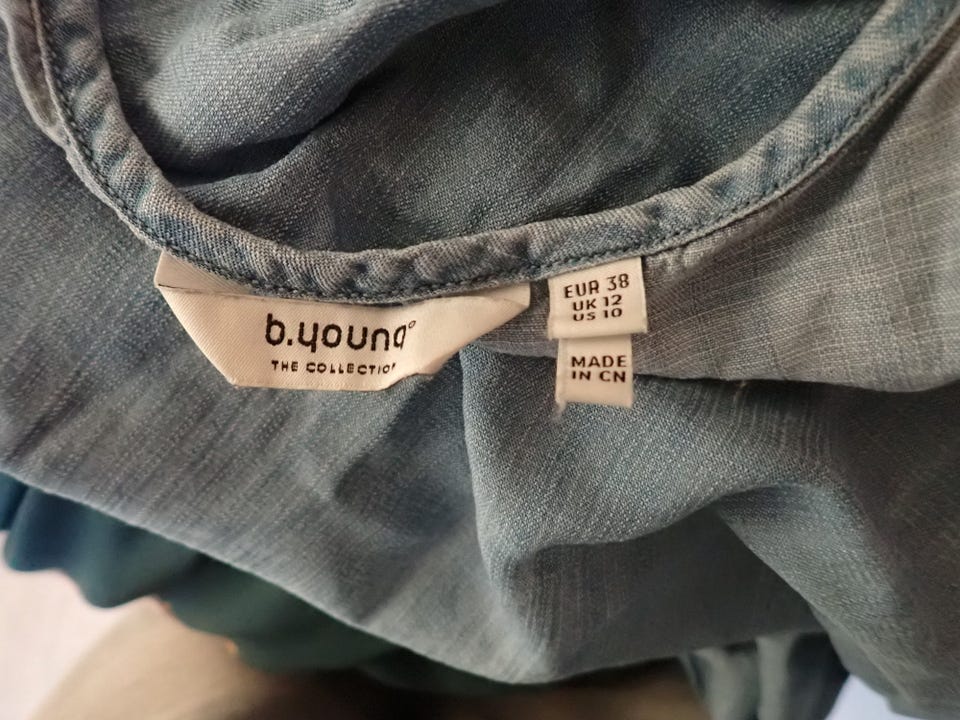 b.young°
THE COLLECTION
EUR 38
UK 12
US 10
MADE
IN CN